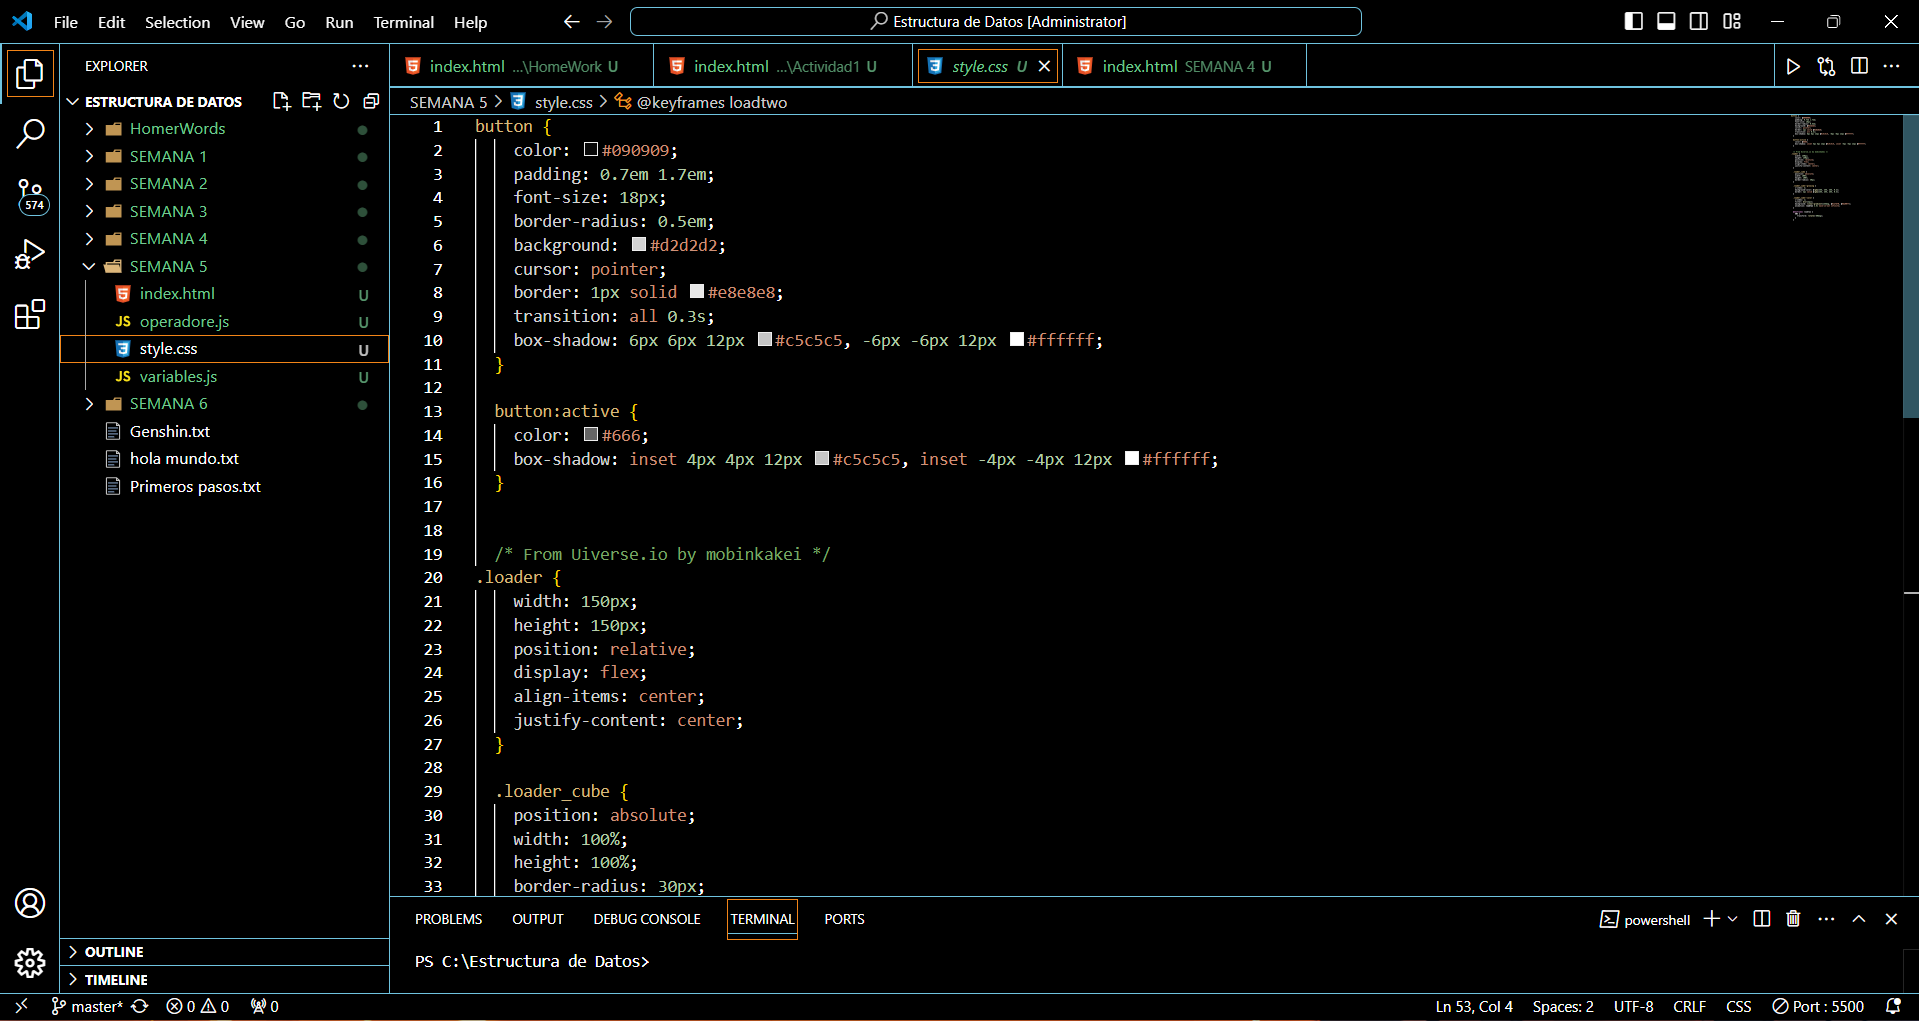 File Edit Selection View Go Run Terminal Help
Estructura de Datos [Administrator]
EXPLORER
ESTRUCTURA DE DATOS
HomerWords
SEMANA 1
SEMANA 2
574
SEMANA 3
SEMANA 4
SEMANA 5
index.html U
JS operadore.js U
style.css U
JS variables.js U
SEMANA 6
Genshin.txt
hola mundo.txt
Primeros pasos.txt
OUTLINE
TIMELINE
index.html ...\HomeWork U
index.html ...\Actividad1 U
style.css U
index.html SEMANA 4 U
SEMANA 5 > style.css > @keyframes loadtwo
1 button {
2 color: #090909;
3 padding: 0.7em 1.7em;
4 font-size: 18px;
5 border-radius: 0.5em;
6 background: #d2d2d2;
7 cursor: pointer;
8 border: 1px solid #e8e8e8;
9 transition: all 0.3s;
10 box-shadow: 6px 6px 12px #c5c5c5, -6px -6px 12px #ffffff;
11 }
12
13 button:active {
14 color: #666;
15 box-shadow: inset 4px 4px 12px #c5c5c5, inset -4px -4px 12px #ffffff;
16 }
17
18
19 /* From Uiverse.io by mobinkakei */
20 .loader {
21 width: 150px;
22 height: 150px;
23 position: relative;
24 display: flex;
25 align-items: center;
26 justify-content: center;
27 }
28
29 .loader_cube {
30 position: absolute;
31 width: 100%;
32 height: 100%;
33 border-radius: 30px;
PROBLEMS OUTPUT DEBUG CONSOLE TERMINAL PORTS
powershell
PS C:\Estructura de Datos>
master* 0 0 0
Ln 53, Col 4 Spaces: 2 UTF-8 CRLF CSS Port : 5500